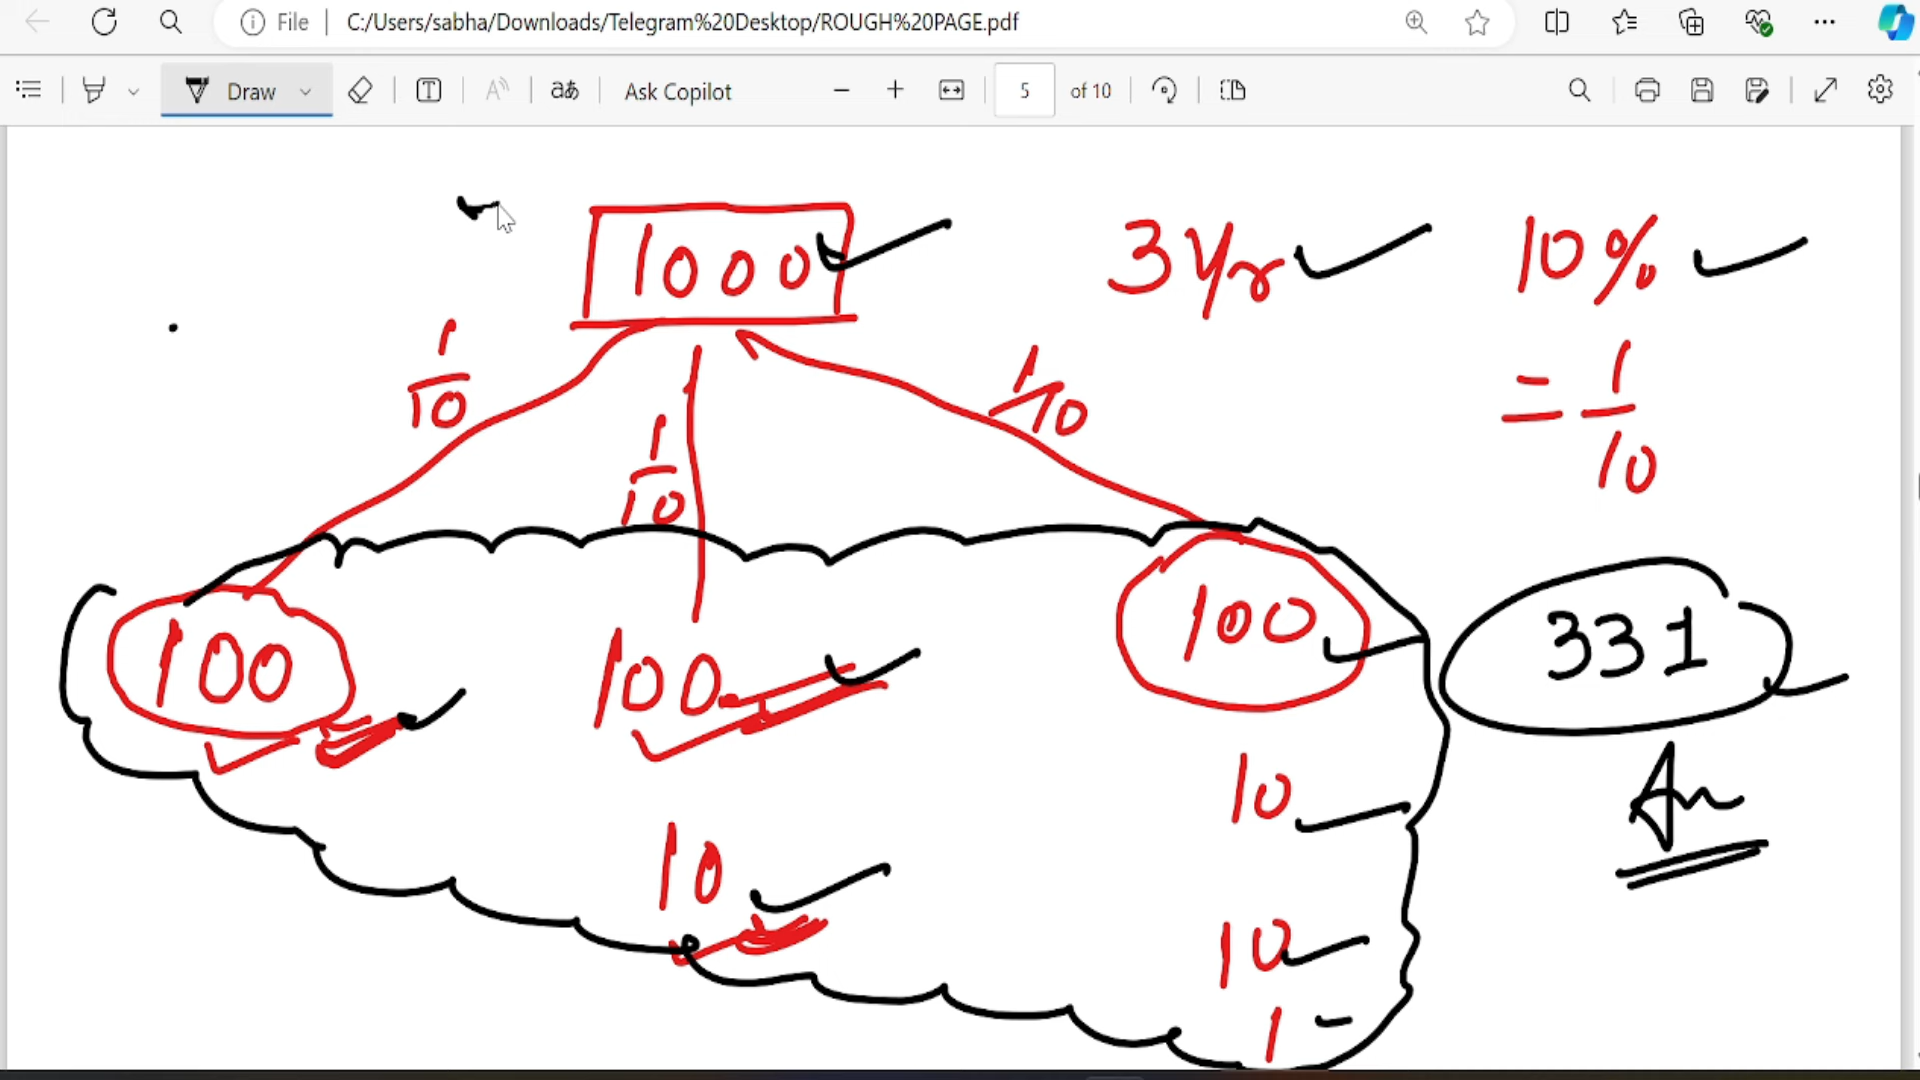 File | C:/Users/sabha/Downloads/Telegram%20Desktop/ROUGH%20PAGE.pdf
Draw Ask Copilot 5 of 10
1000 3 Yr 10%
= 1/10
1/10 1/10 1/10
100 100 100 331
10 10 An
10
1